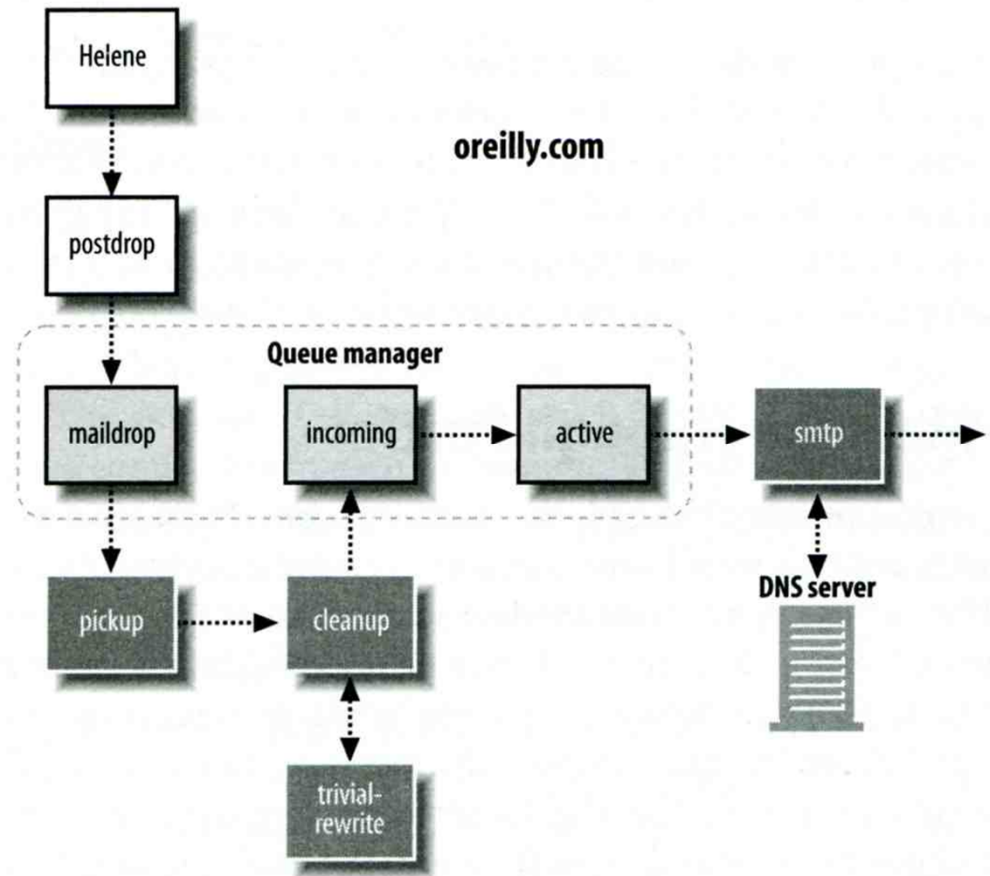 Helene
oreilly.com
postdrop
Queue manager
maildrop
incoming
active
smtp
DNS server
pickup
cleanup
trivial-
rewrite